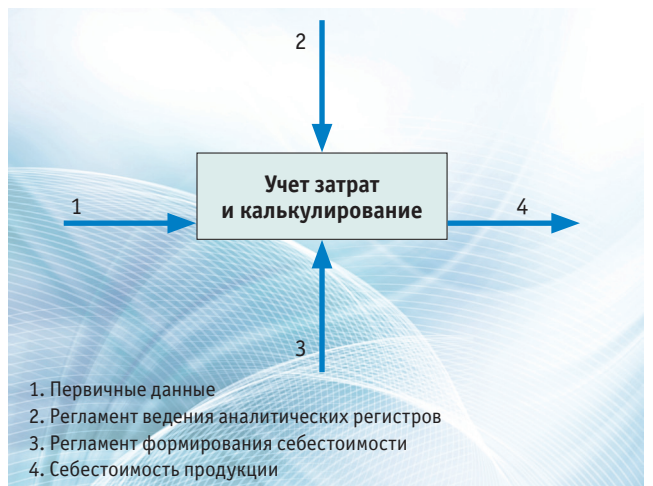 2
Учет затрат
и калькулирование
1
4
3
1. Первичные данные
2. Регламент ведения аналитических регистров
3. Регламент формирования себестоимости
4. Себестоимость продукции